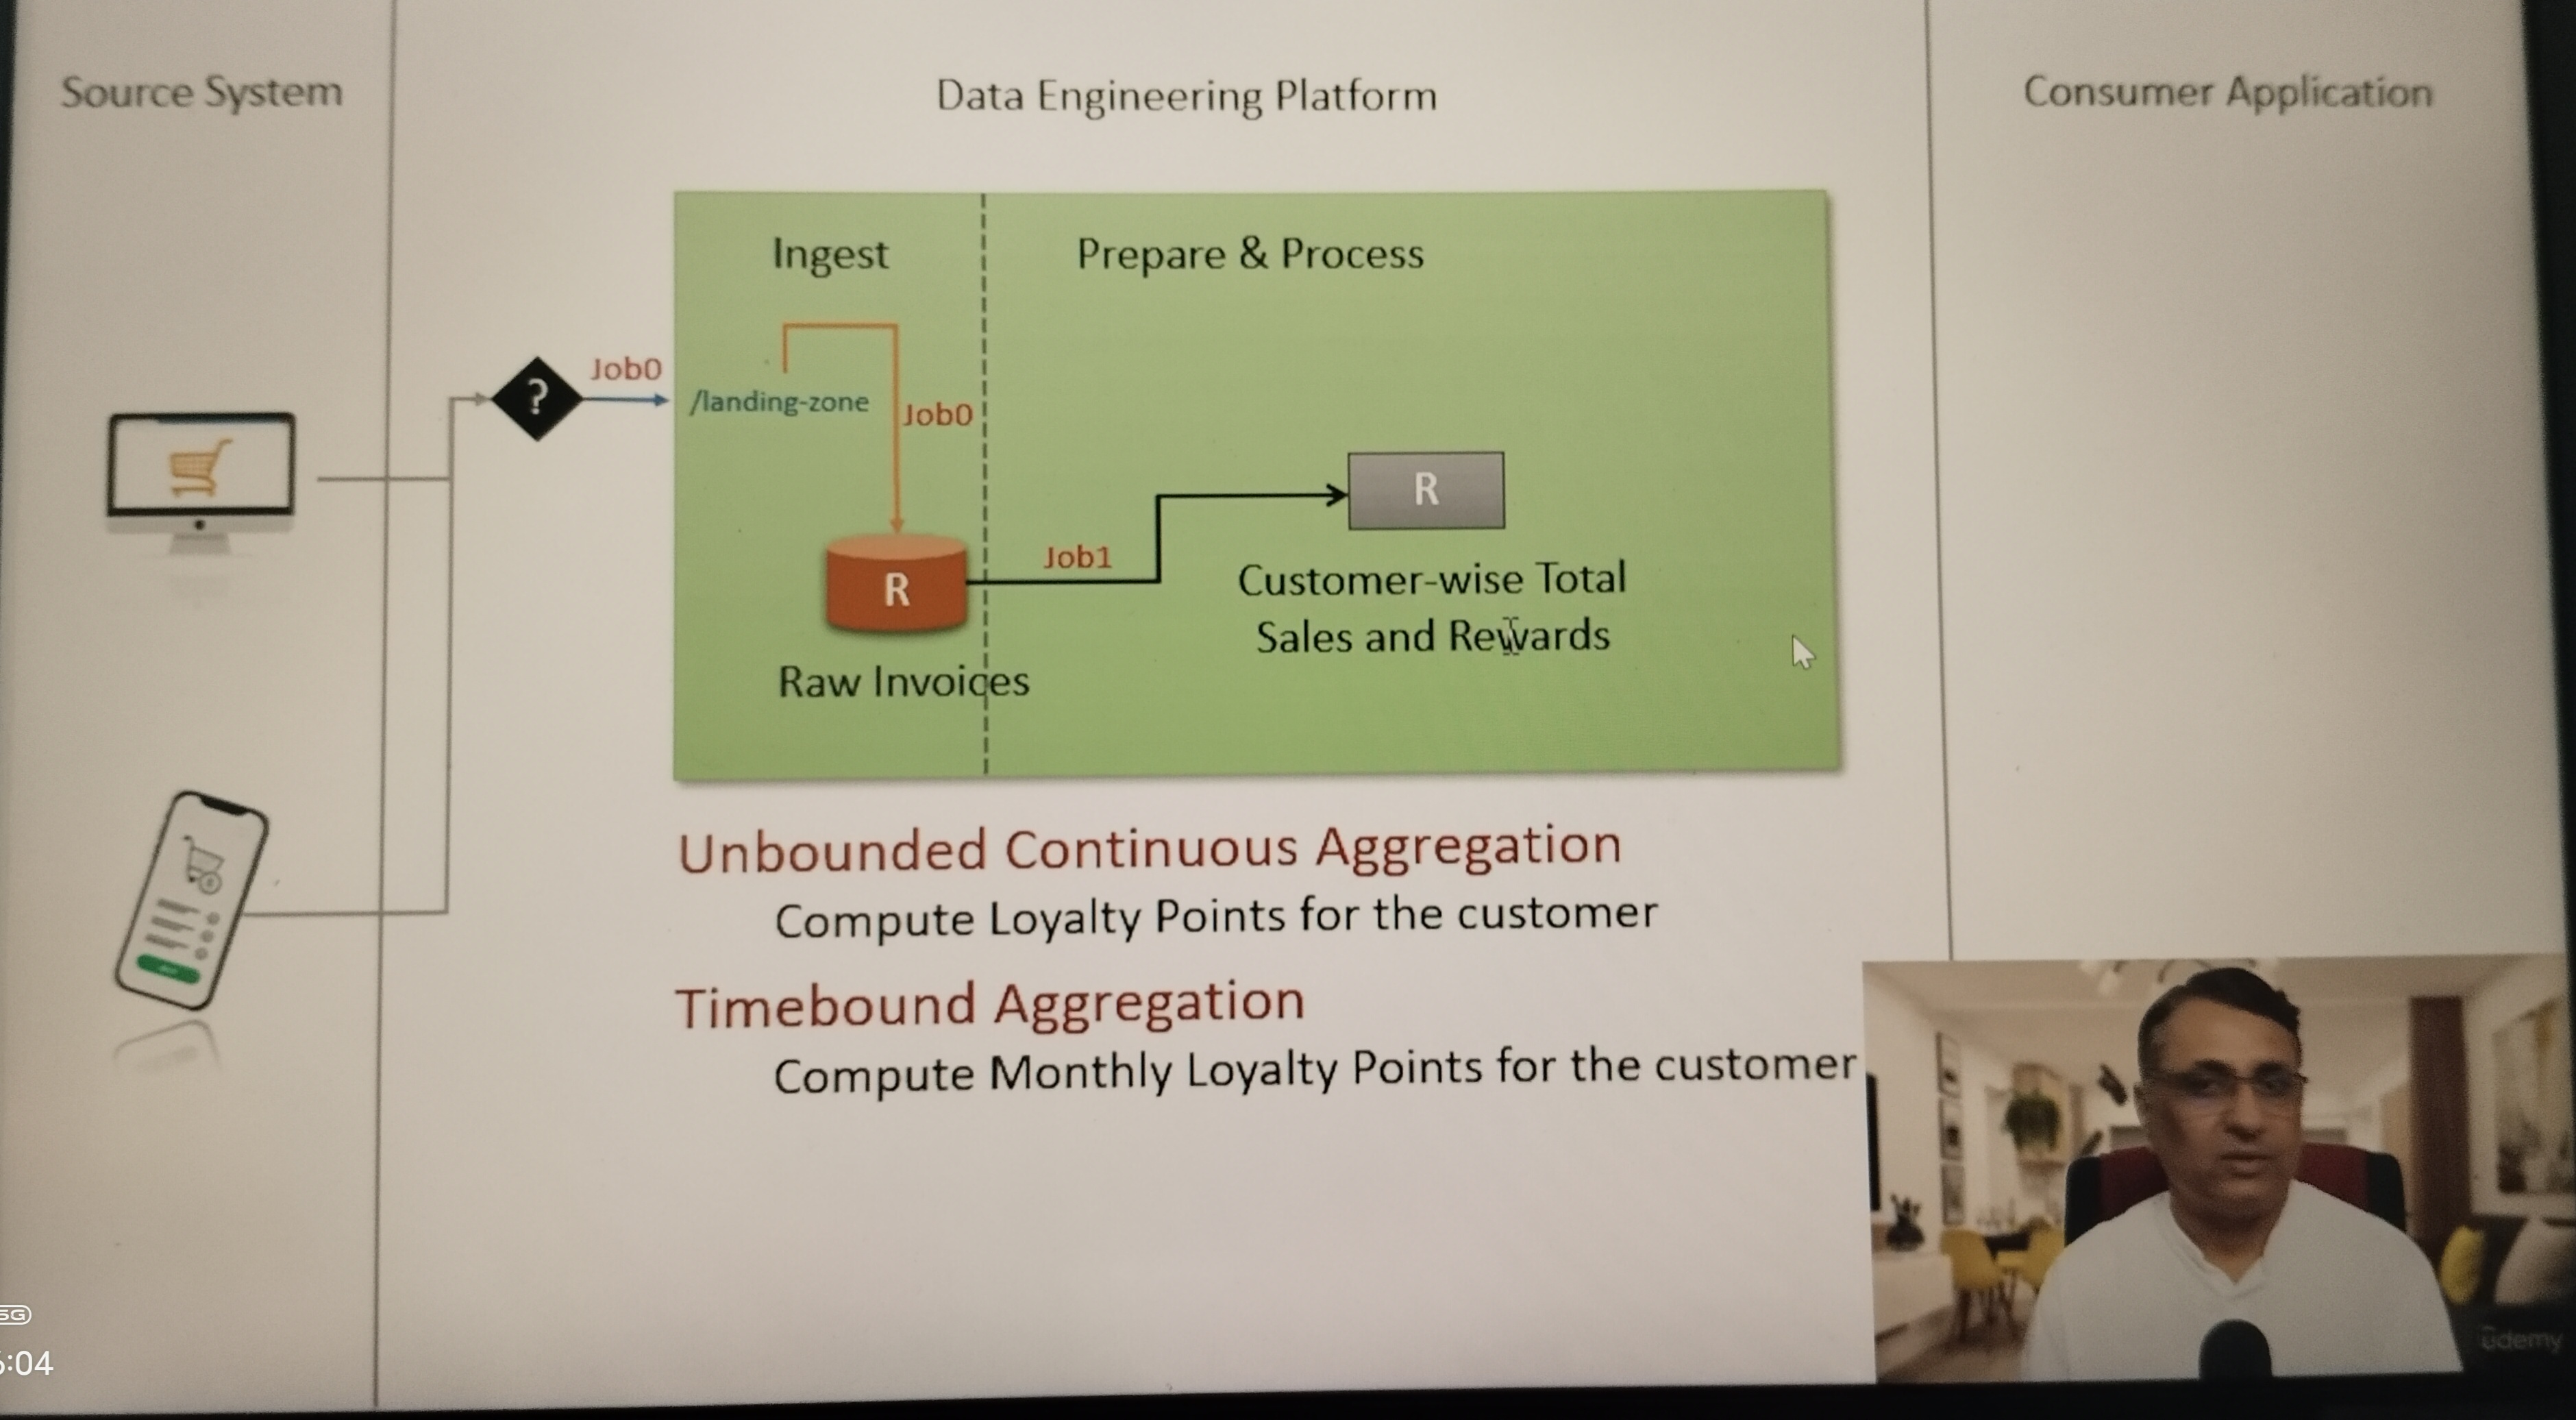 Source System
Data Engineering Platform
Consumer Application
Ingest
Prepare & Process
?
Job0
/landing-zone
Job0
R
Job1
R
Customer-wise Total
Sales and Rewards
Raw Invoices
Unbounded Continuous Aggregation
Compute Loyalty Points for the customer
Timebound Aggregation
Compute Monthly Loyalty Points for the customer
5G
6:04
udemy